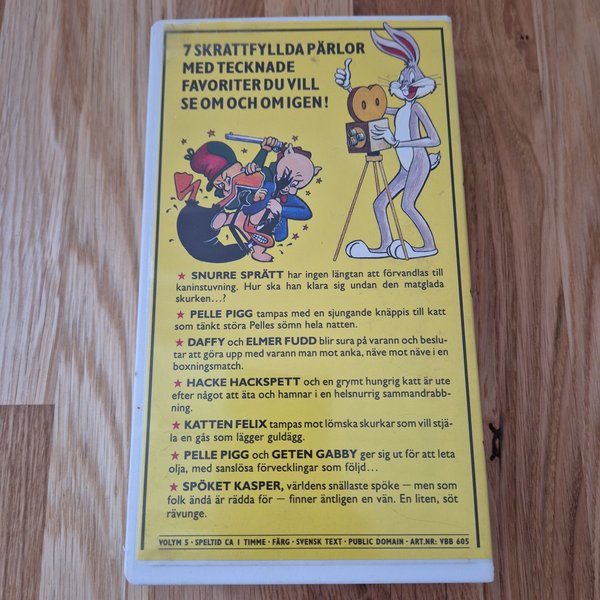 7 SKRATTFYLLDA PÄRLOR
MED TECKNADE
FAVORITER DU VILL
SE OM OCH OM IGEN!
★ SNURRE SPRÄTT har ingen längtan att förvandlas till
kaninstuvning. Hur ska han klara sig undan den matglada
skurken...?
★ PELLE PIGG tampas med en sjungande knäppis till katt
som tänkt störa Pelles sömn hela natten.
★ DAFFY och ELMER FUDD blir sura på varann och beslu-
tar att göra upp med varann man mot anka, näve mot näve i en
boxningsmatch.
★ HACKE HACKSPETT och en grymt hungrig katt är ute
efter något att äta och hamnar i en helsnurrig sammandrabb-
ning.
★ KATTEN FELIX tampas mot lömska skurkar som vill stjä-
la en gås som lägger guldägg.
★ PELLE PIGG och GETEN GABBY ger sig ut för att leta
olja, med sanslösa förvecklingar som följd...
★ SPÖKET KASPER, världens snällaste spöke — men som
folk ändå är rädda för — finner äntligen en vän. En liten, söt
rävunge.
VOLYM 5 · SPELTID CA 1 TIMME · FÄRG · SVENSK TEXT · PUBLIC DOMAIN · ART.NR: VBB 605